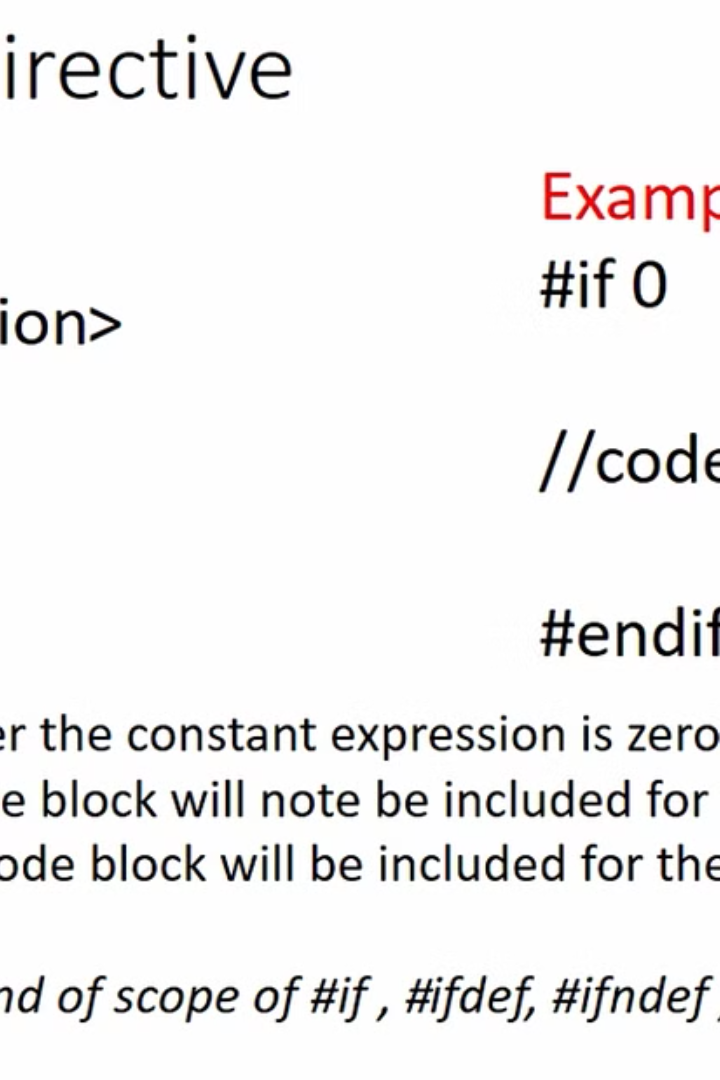 irective
Examp
#if 0
ion>
//code
#endif
er the constant expression is zero
e block will note be included for
ode block will be included for the
nd of scope of #if , #ifdef, #ifndef ,